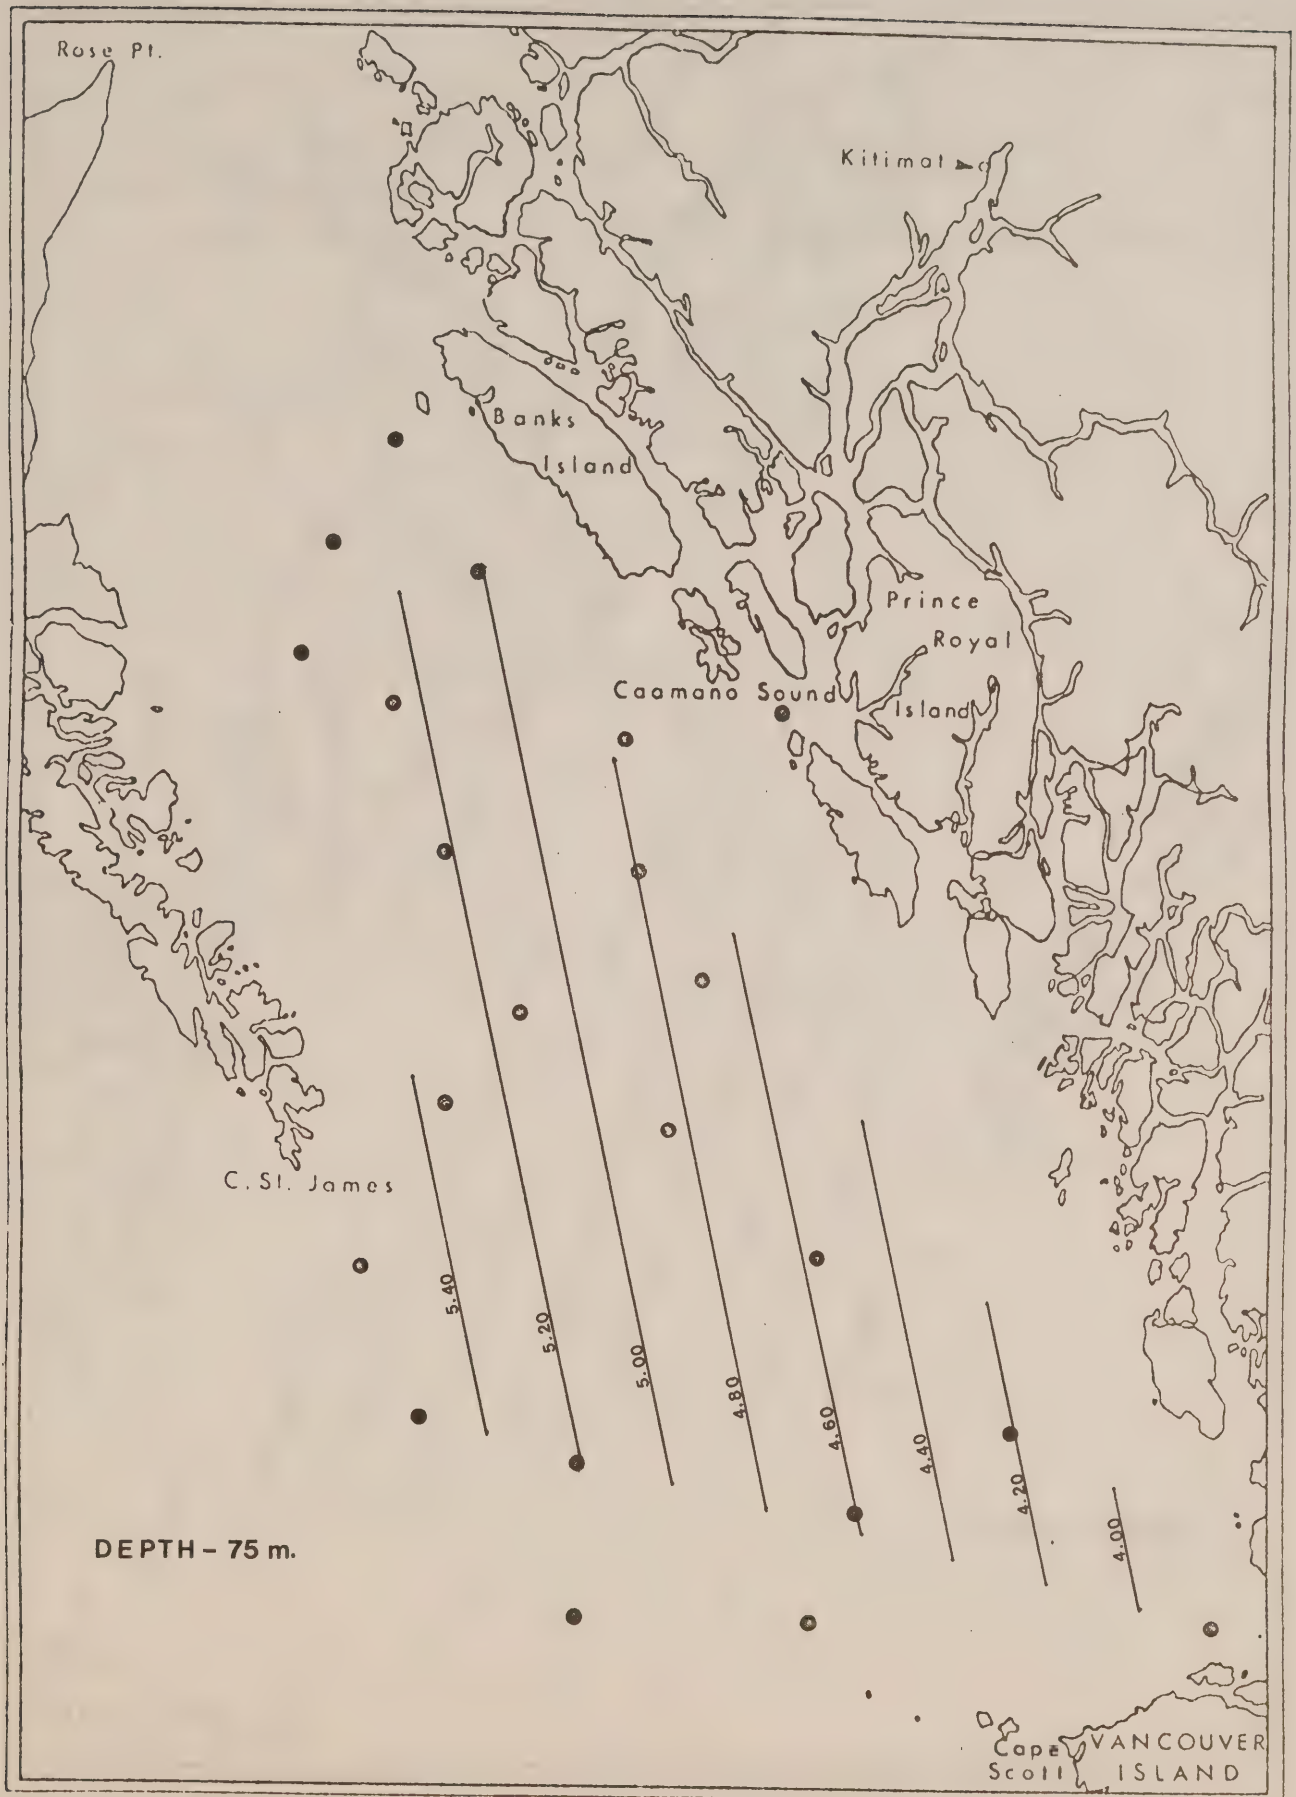 Rose Pt.
Kitimat
Banks
Island
Prince
Royal
Island
Caamano Sound
C. St. James
5.40
5.20
5.00
4.80
4.60
4.40
4.20
4.00
DEPTH – 75 m.
Cape
Scott
VANCOUVER
ISLAND